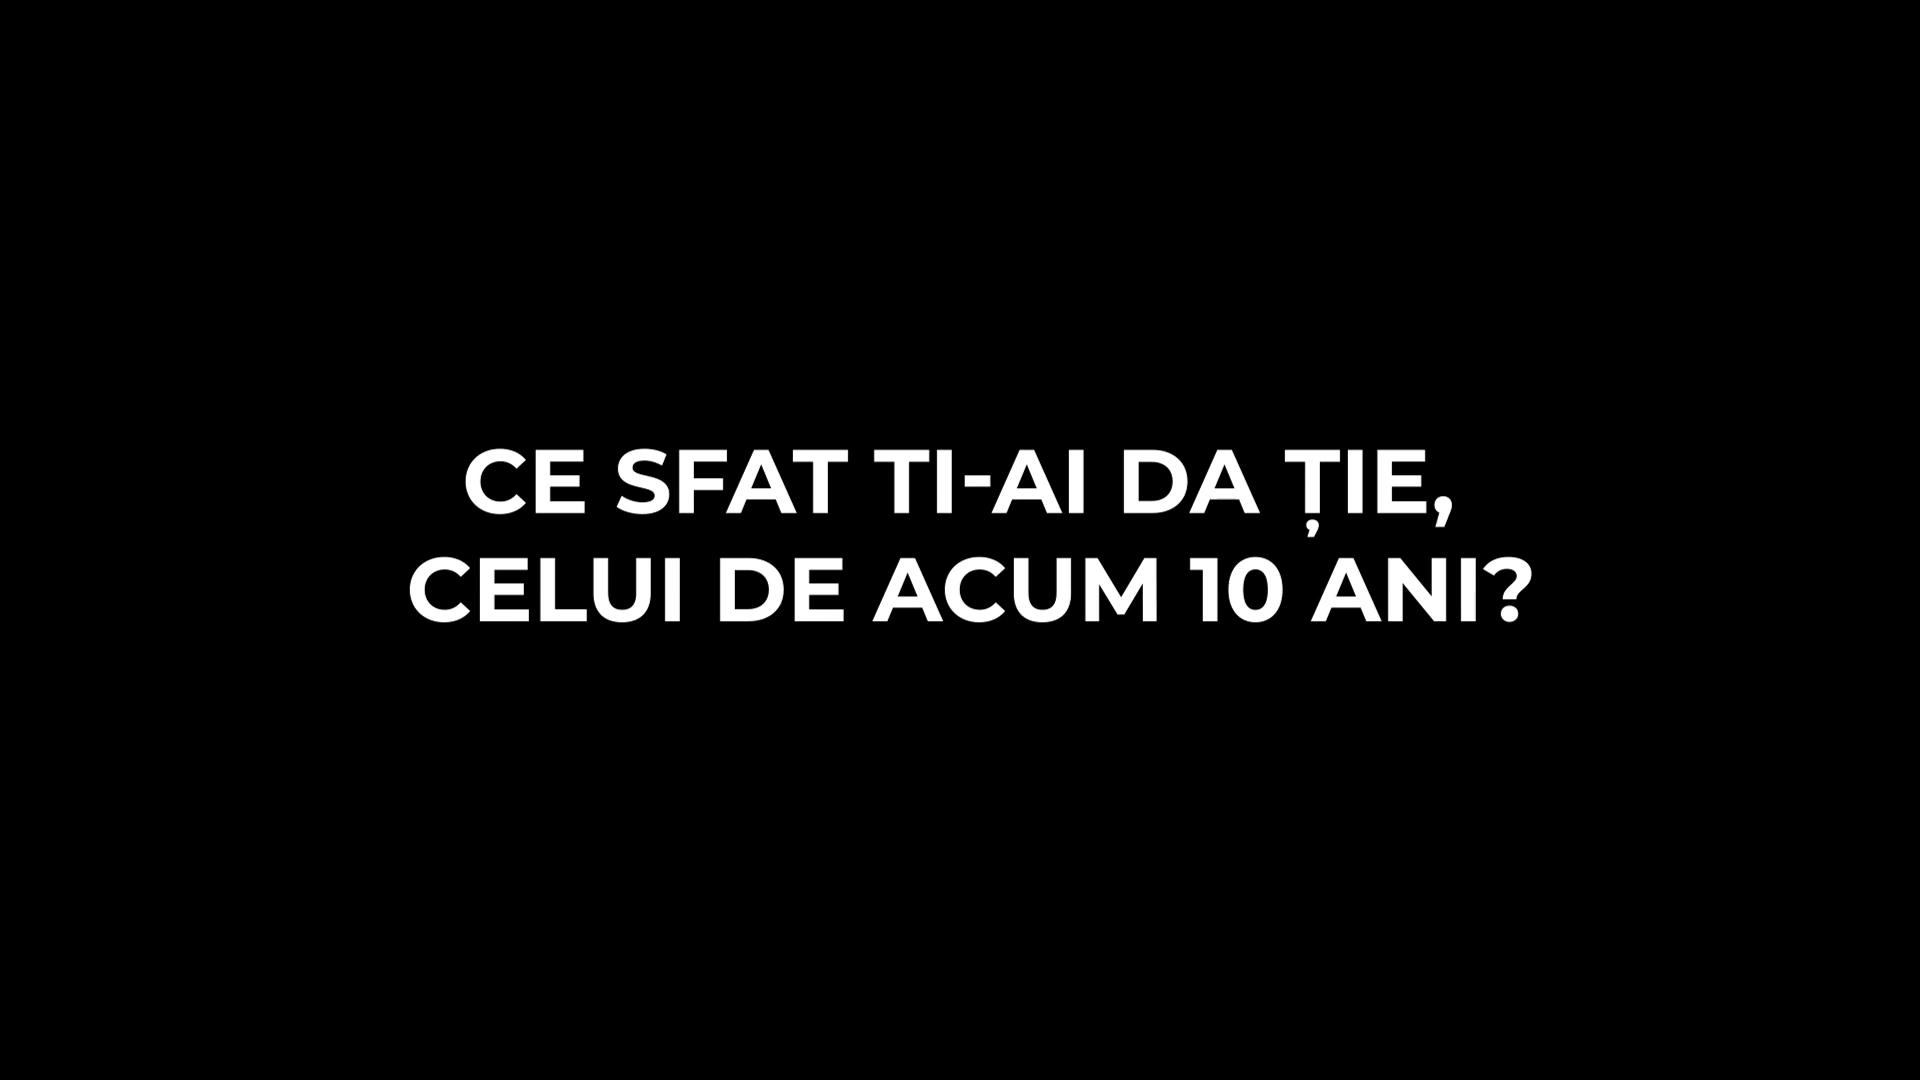 CE SFAT TI-AI DA ȚIE,
CELUI DE ACUM 10 ANI?